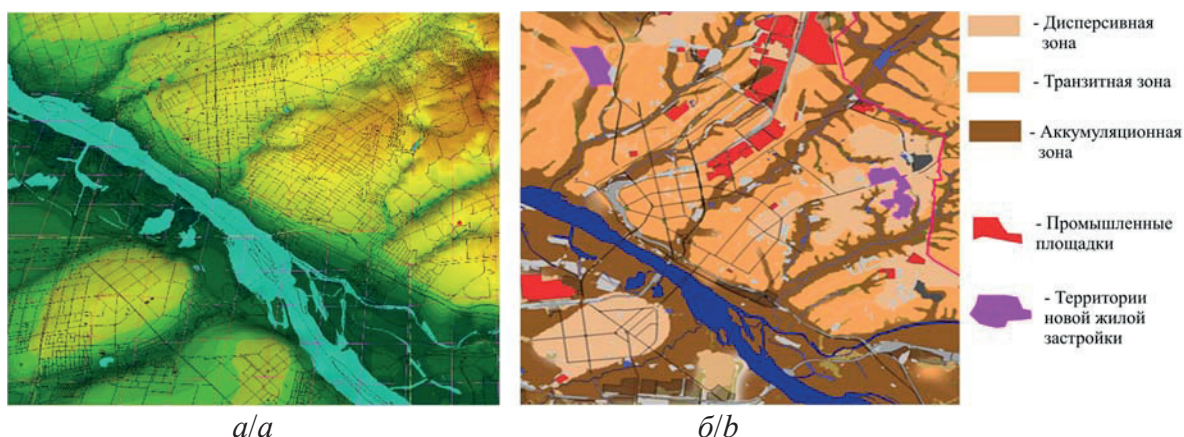 - Дисперсивная
зона
- Транзитная зона
- Аккумуляционная
зона
- Промышленные
площадки
- Территории
новой жилой
застройки
а/a
б/b